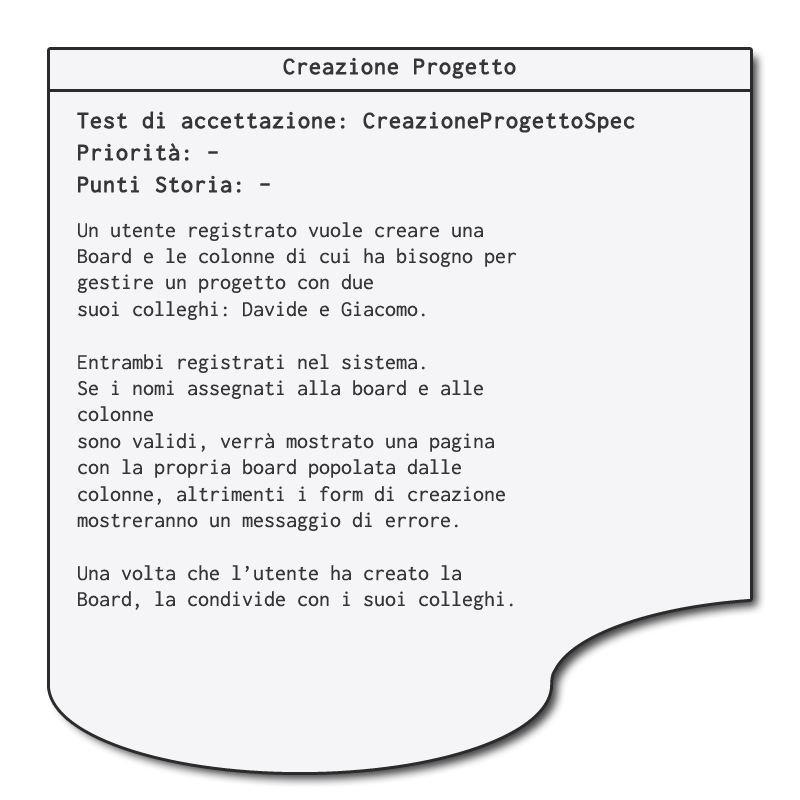 Creazione Progetto
Test di accettazione: CreazioneProgettoSpec
Priorità: -
Punti Storia: -
Un utente registrato vuole creare una
Board e le colonne di cui ha bisogno per
gestire un progetto con due
suoi colleghi: Davide e Giacomo.
Entrambi registrati nel sistema.
Se i nomi assegnati alla board e alle
colonne
sono validi, verrà mostrato una pagina
con la propria board popolata dalle
colonne, altrimenti i form di creazione
mostreranno un messaggio di errore.
Una volta che l’utente ha creato la
Board, la condivide con i suoi colleghi.